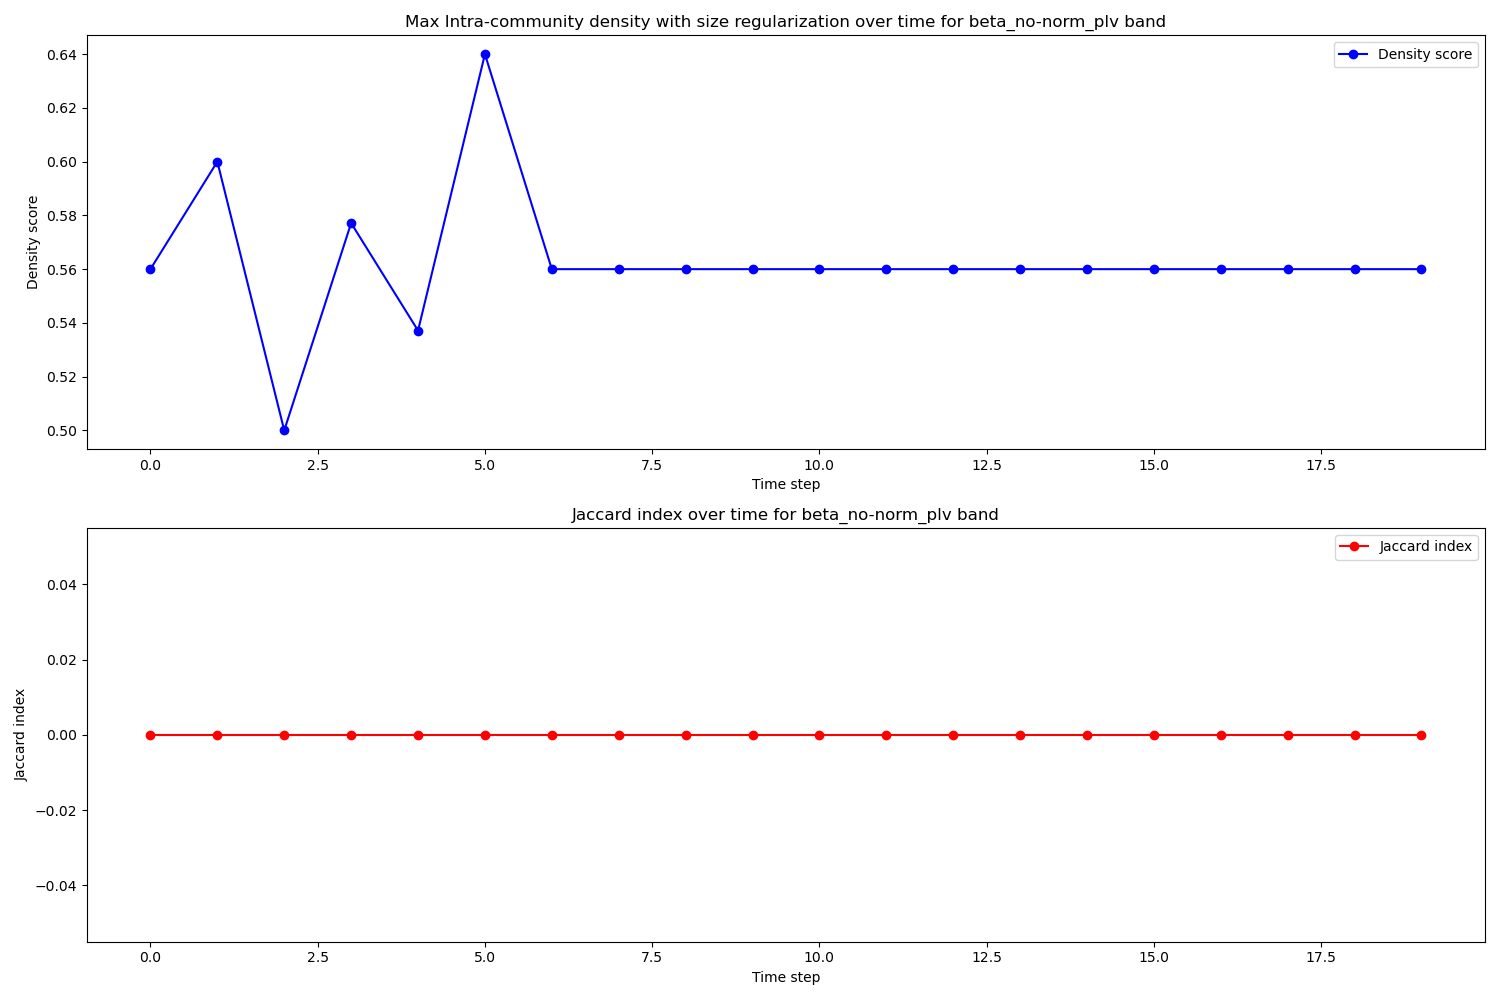 Max Intra-community density with size regularization over time for beta_no-norm_plv band
Density score
0.64
0.62
0.60
0.58
0.56
0.54
0.52
0.50
Density score
0.0 2.5 5.0 7.5 10.0 12.5 15.0 17.5
Time step
Jaccard index over time for beta_no-norm_plv band
Jaccard index
0.04
0.02
0.00
−0.02
−0.04
Jaccard index
0.0 2.5 5.0 7.5 10.0 12.5 15.0 17.5
Time step